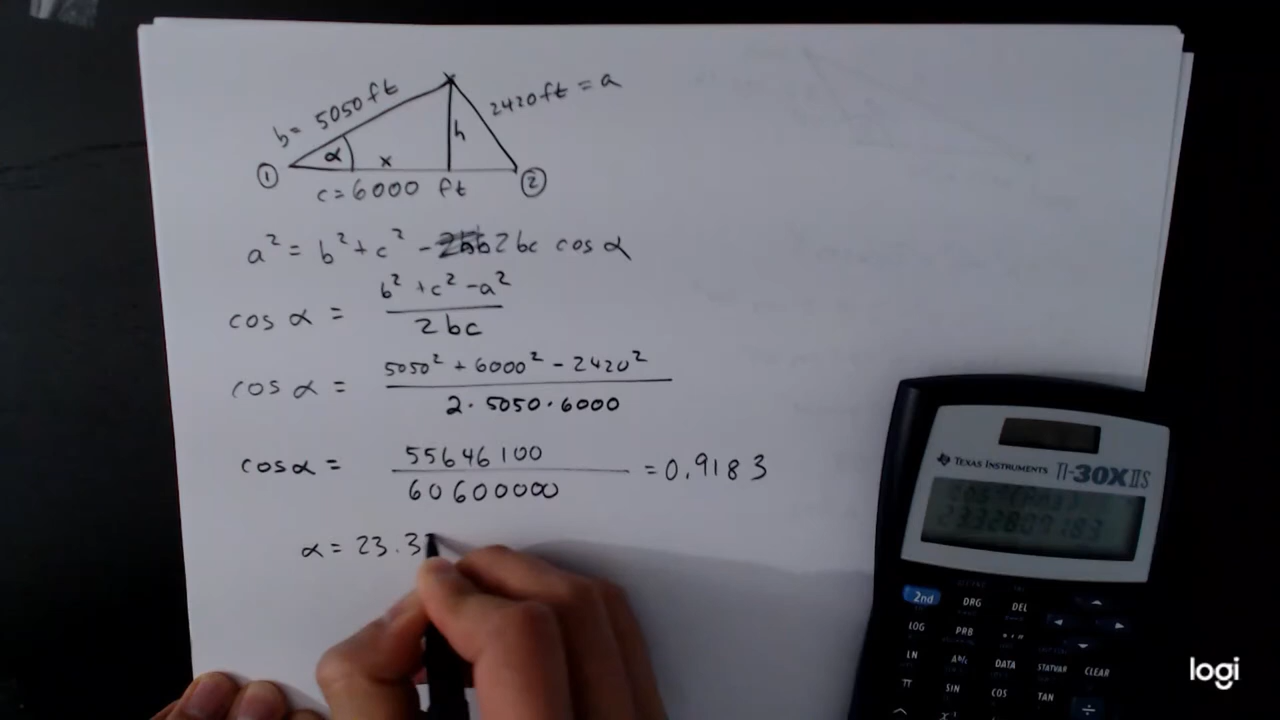 b = 5050 ft
2420 ft = a
α
x
h
① ②
c = 6000 ft
a² = b² + c² - 2bc cos α
cos α = b² + c² - a² / 2bc
cos α = 5050² + 6000² - 2420² / 2 · 5050 · 6000
cos α = 55646100 / 60600000 = 0.9183
α = 23.3
TEXAS INSTRUMENTS TI-30X IIS
2nd DRG DEL
LOG PRB
LN A b/c DATA STATVAR CLEAR
π SIN COS TAN ÷
^
logi